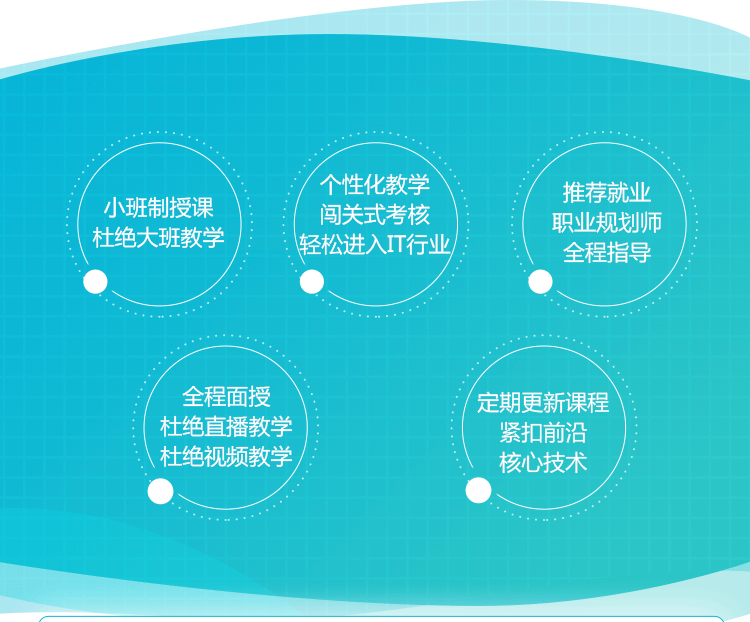 小班制授课
杜绝大班教学
个性化教学
闯关式考核
轻松进入IT行业
推荐就业
职业规划师
全程指导
全程面授
杜绝直播教学
杜绝视频教学
定期更新课程
紧扣前沿
核心技术